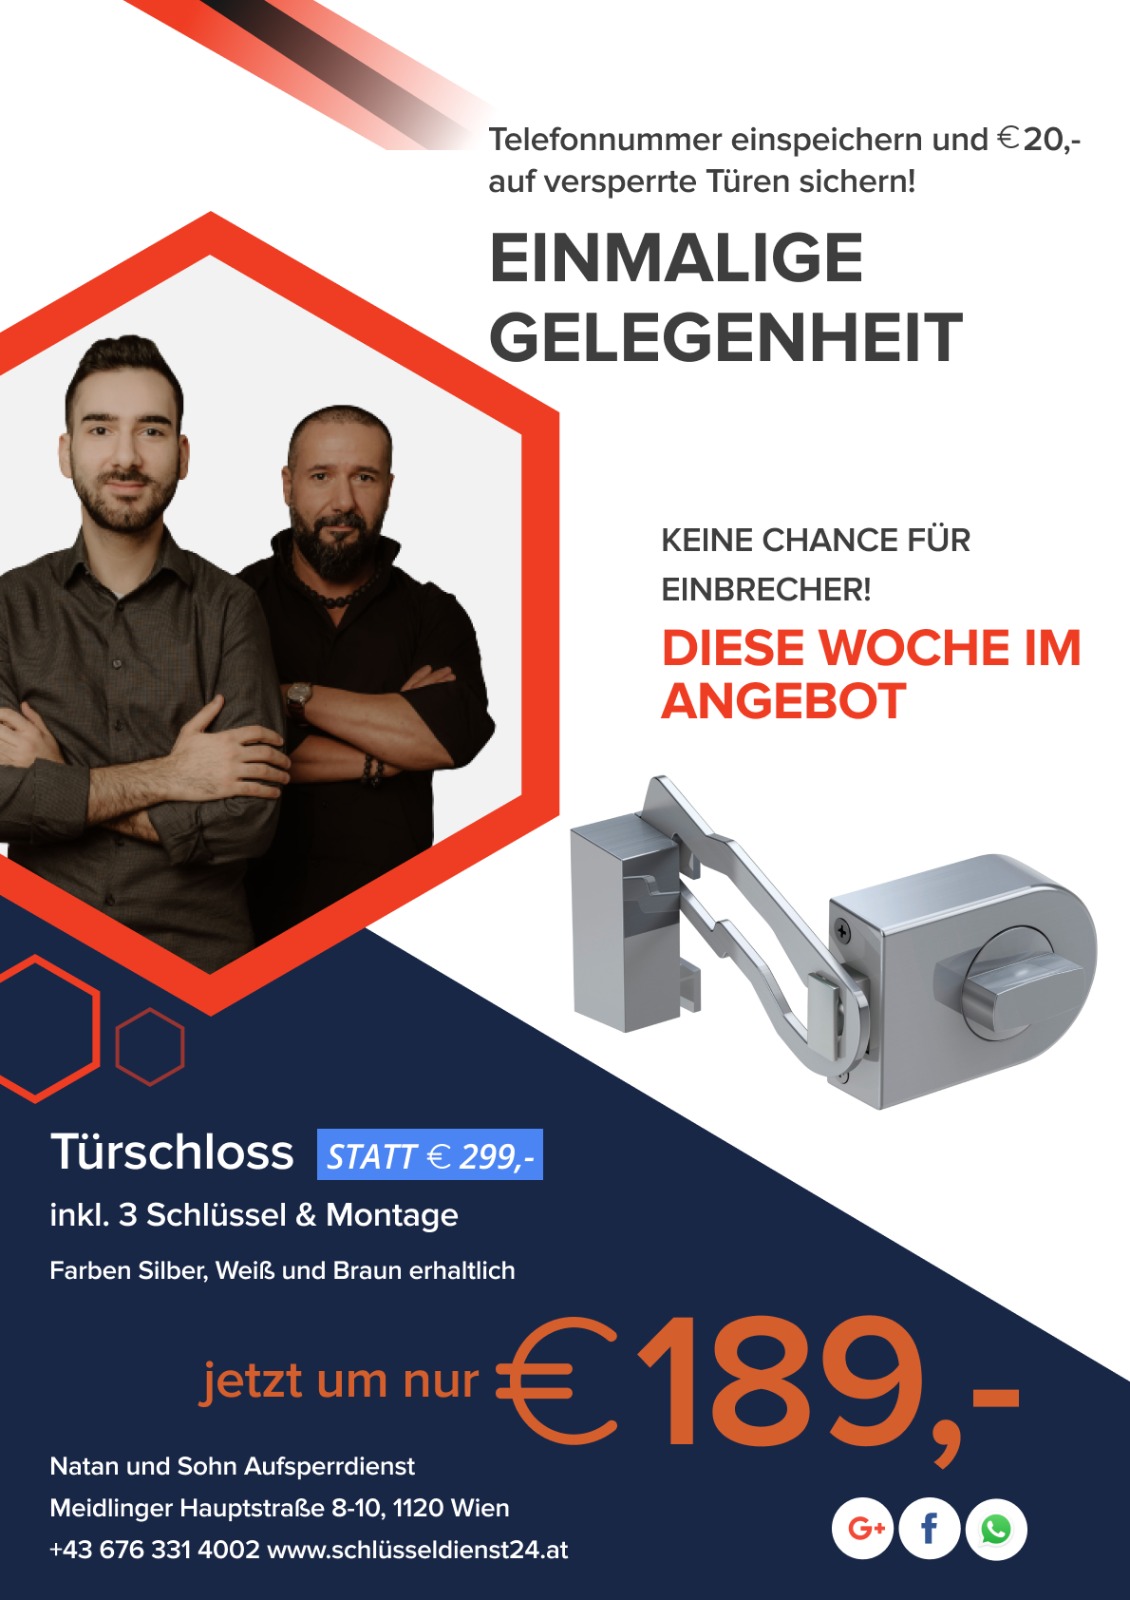 Telefonnummer einspeichern und €20,-
auf versperrte Türen sichern!
EINMALIGE
GELEGENHEIT
KEINE CHANCE FÜR
EINBRECHER!
DIESE WOCHE IM
ANGEBOT
Türschloss STATT € 299,-
inkl. 3 Schlüssel & Montage
Farben Silber, Weiß und Braun erhaltlich
jetzt um nur €189,-
Natan und Sohn Aufsperrdienst
Meidlinger Hauptstraße 8-10, 1120 Wien
+43 676 331 4002 www.schlüsseldienst24.at
G+ f